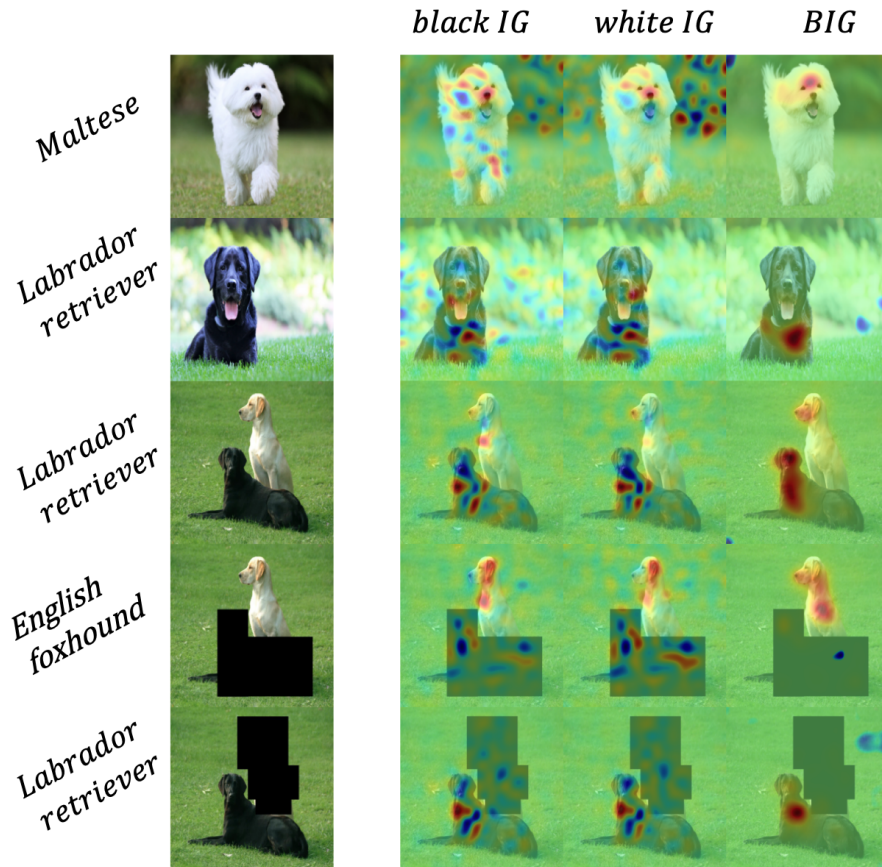 black IG white IG BIG
Maltese
Labrador
retriever
Labrador
retriever
English
foxhound
Labrador
retriever